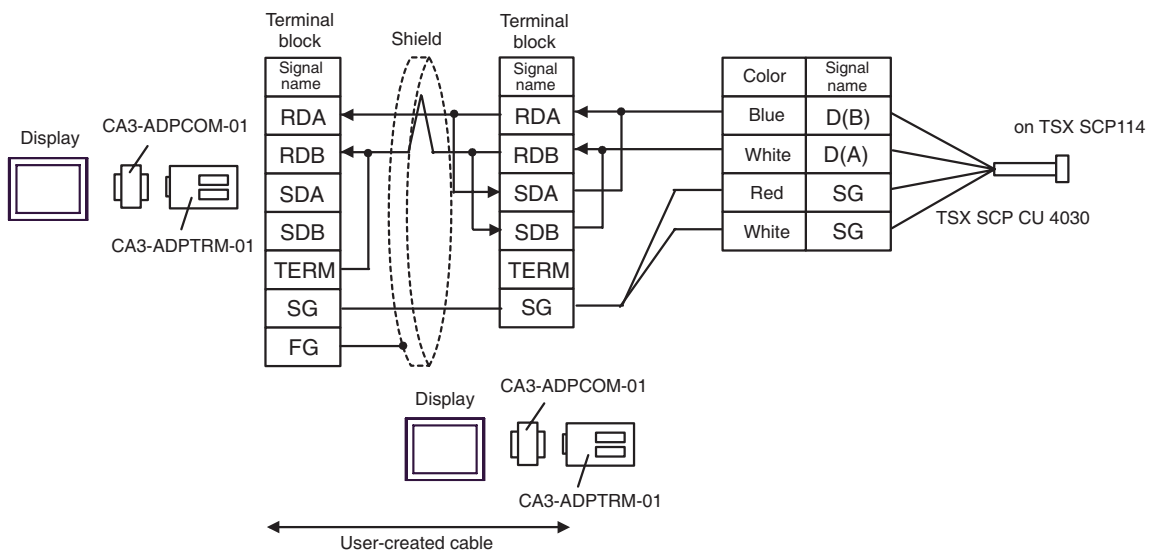 Terminal
block
Shield
Terminal
block
Signal
name
RDA
RDB
SDA
SDB
TERM
SG
FG
Signal
name
RDA
RDB
SDA
SDB
TERM
SG
Color
Signal
name
Blue
D(B)
White
D(A)
Red
SG
White
SG
on TSX SCP114
TSX SCP CU 4030
Display
CA3-ADPCOM-01
CA3-ADPTRM-01
Display
CA3-ADPCOM-01
CA3-ADPTRM-01
User-created cable